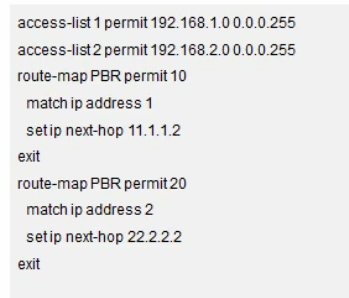 access-list 1 permit 192.168.1.0 0.0.0.255
access-list 2 permit 192.168.2.0 0.0.0.255
route-map PBR permit 10
match ip address 1
set ip next-hop 11.1.1.2
exit
route-map PBR permit 20
match ip address 2
set ip next-hop 22.2.2.2
exit